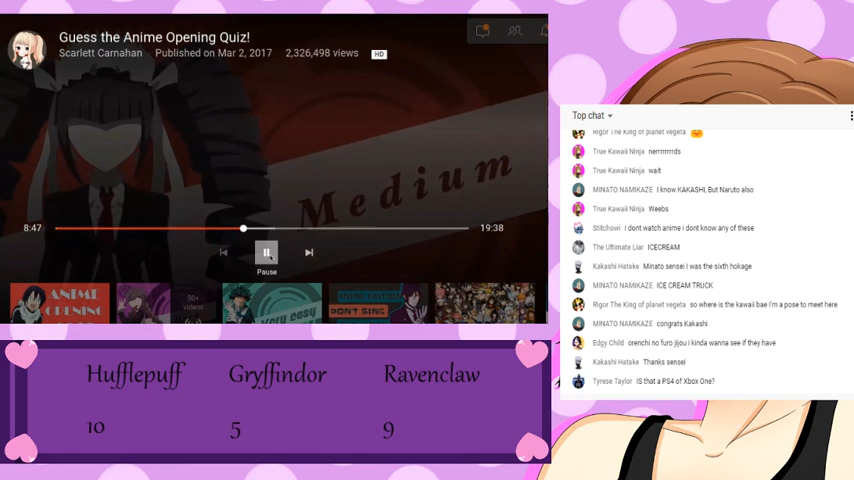 Guess the Anime Opening Quiz!
Scarlett Carnahan Published on Mar 2, 2017 2,326,498 views HD
Medium
8:47 19:38
Pause
ANIME OPENING
50+
Very easy
DON'T SING
Hufflepuff Gryffindor Ravenclaw
10 5 9
Top chat
Rigor The King of planet vegeta
True Kawaii Ninja nerrrrrrrds
True Kawaii Ninja wait
MINATO NAMIKAZE I know KAKASHI, But Naruto also
True Kawaii Ninja Weebs
Stitchowi I dont watch anime i dont know any of these
The Ultimate Liar ICECREAM
Kakashi Hatake Minato sensei I was the sixth hokage
MINATO NAMIKAZE ICE CREAM TRUCK
Rigor The King of planet vegeta so where is the kawaii bae I'm a pose to meet here
MINATO NAMIKAZE congrats Kakashi
Edgy Child orenchi no furo jijou i kinda wanna see if they have
Kakashi Hatake Thanks sensei
Tyrese Taylor IS that a PS4 of Xbox One?